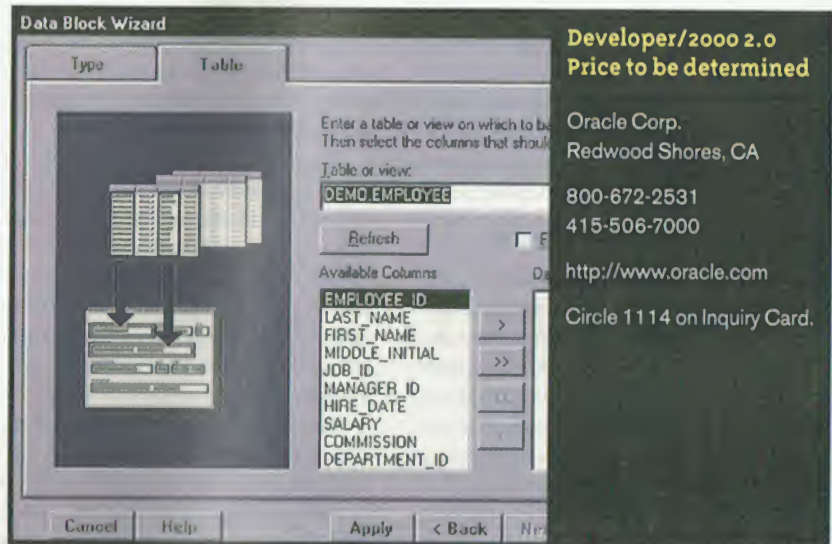 Data Block Wizard
Type
Table
Enter a table or view on which to
Then select the columns that
Table or view:
DEMO.EMPLOYEE
Refresh
Available Columns
EMPLOYEE_ID
LAST_NAME
FIRST_NAME
MIDDLE_INITIAL
JOB_ID
MANAGER_ID
HIRE_DATE
SALARY
COMMISSION
DEPARTMENT_ID
>
>>
Cancel
Help
Apply
< Back
Developer/2000 2.0
Price to be determined
Oracle Corp.
Redwood Shores, CA
800-672-2531
415-506-7000
http://www.oracle.com
Circle 1114 on Inquiry Card.